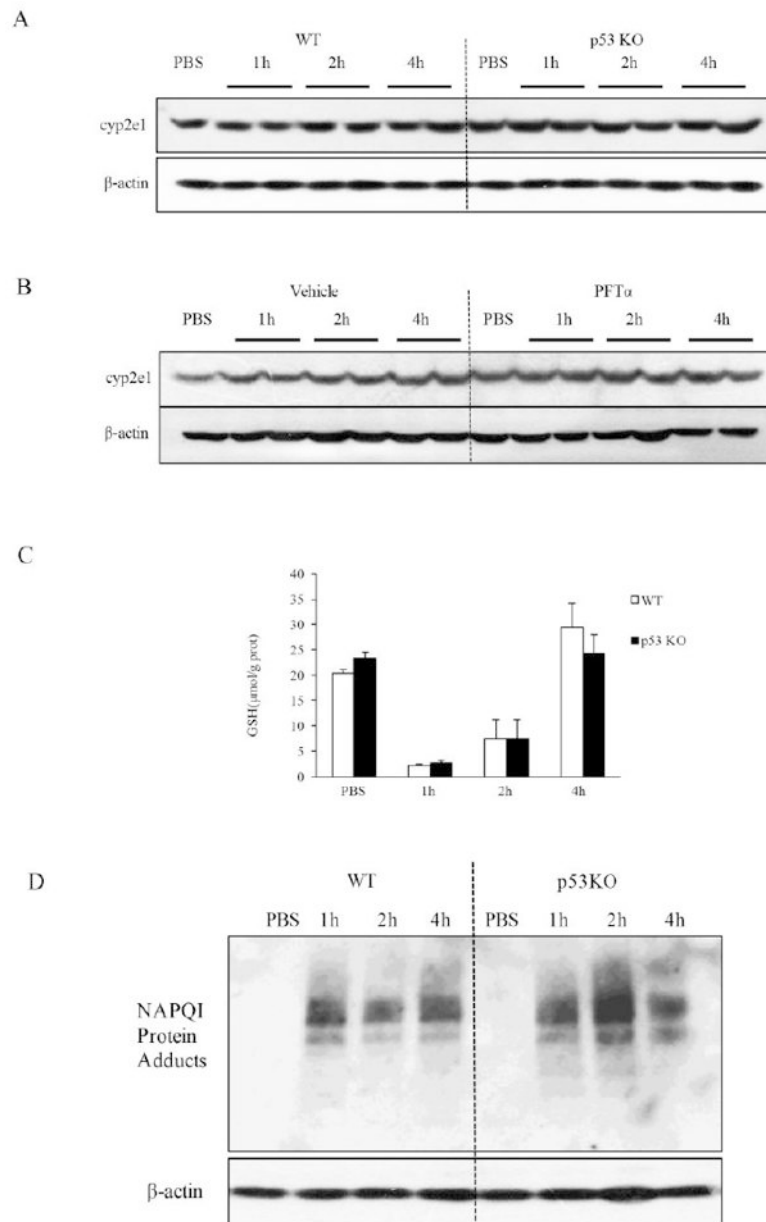 A
WT p53 KO
PBS 1h 2h 4h PBS 1h 2h 4h
cyp2e1
β-actin
B
Vehicle PFTα
PBS 1h 2h 4h PBS 1h 2h 4h
cyp2e1
β-actin
C
40
35
30
25
20
15
10
5
0
GSH(μmol/g prot)
WT
p53 KO
PBS 1h 2h 4h
D
WT p53KO
PBS 1h 2h 4h PBS 1h 2h 4h
NAPQI
Protein
Adducts
β-actin